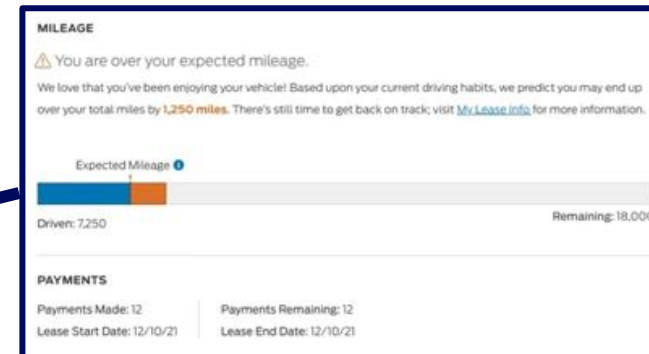 MILEAGE
You are over your expected mileage.
We love that you've been enjoying your vehicle! Based upon your current driving habits, we predict you may end up
over your total miles by 1,250 miles. There's still time to get back on track; visit My Lease Info for more information.
Expected Mileage
Driven: 7,250
Remaining: 18,000
PAYMENTS
Payments Made: 12
Payments Remaining: 12
Lease Start Date: 12/10/21
Lease End Date: 12/10/21